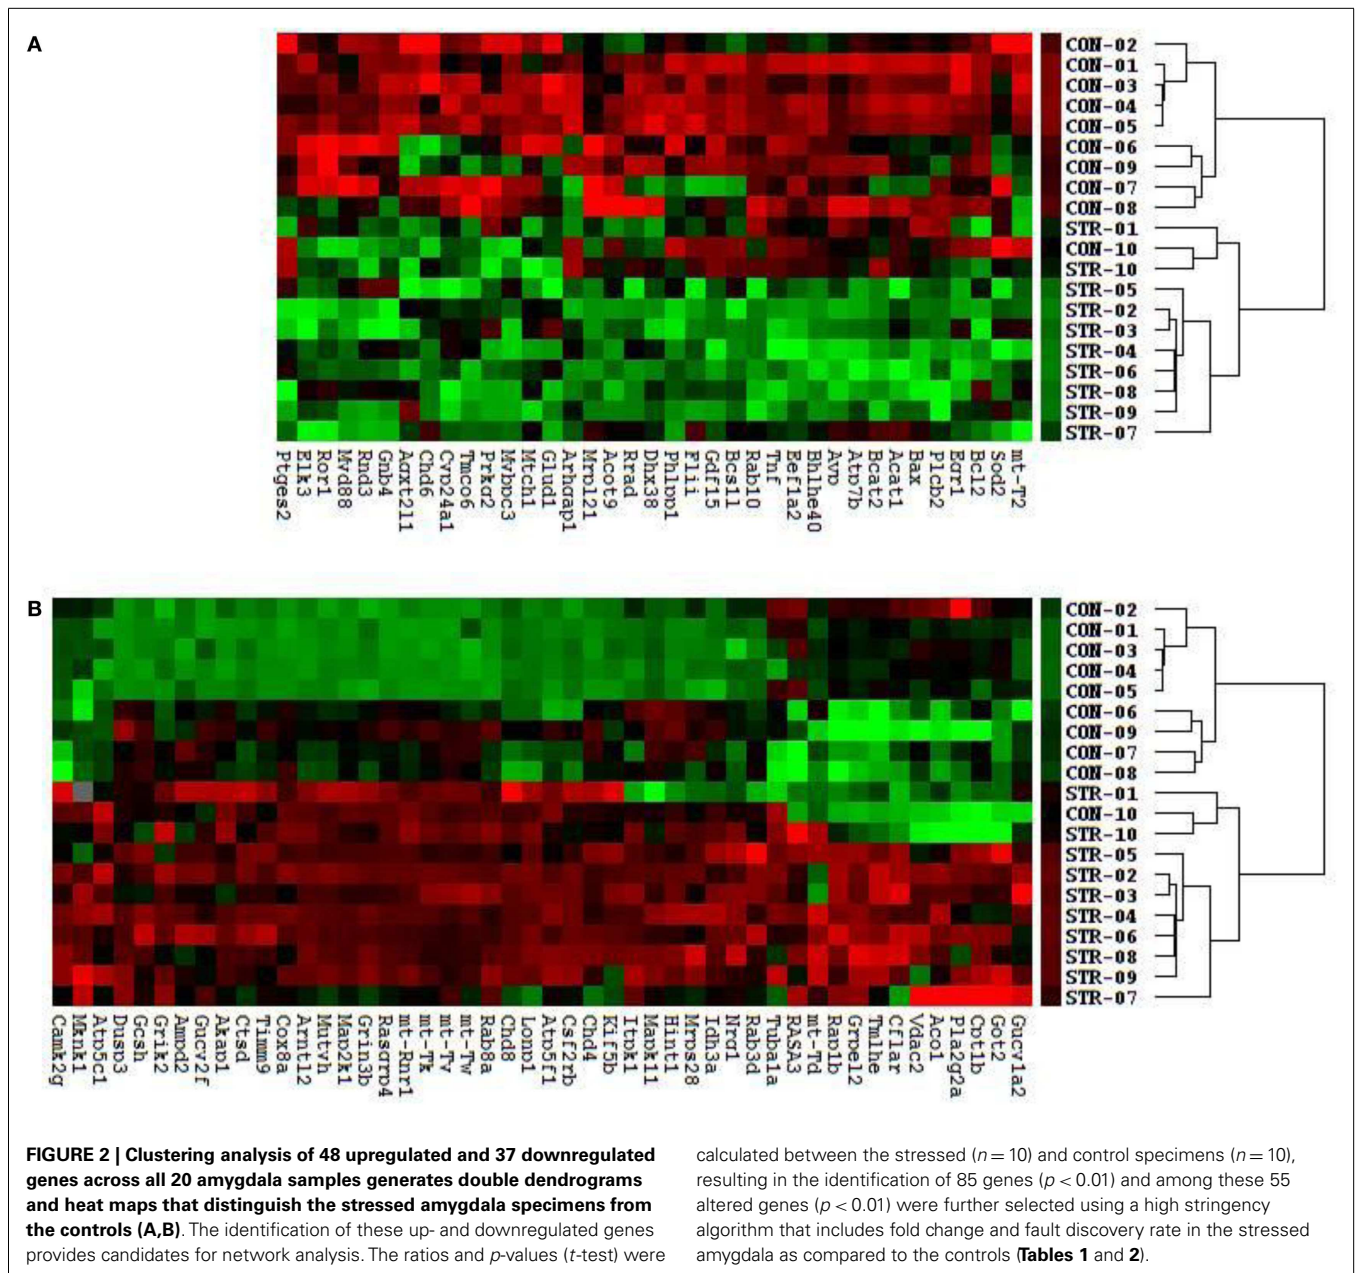 A
CON-02
CON-01
CON-03
CON-04
CON-05
CON-06
CON-09
CON-07
CON-08
STR-01
CON-10
STR-10
STR-05
STR-02
STR-03
STR-04
STR-06
STR-08
STR-09
STR-07
Ptges2
Elk3
Ror1
Myd88
Rnd3
Gnb4
Agxt2l1
Chd6
Cyp24a1
Tmco6
Prkg2
Mybpc3
Mtch1
Glud1
Arhgap1
Mrpl21
Acot9
Rrad
Dhx38
Phlpp1
Flii
Gdf15
Bcs1l
Rab10
Tnf
Eef1a2
Bhlhe40
Avp
Atp7b
Bcat2
Acat1
Bax
Plcb2
Egr1
Bcl2
Sod2
mt-T2
B
CON-02
CON-01
CON-03
CON-04
CON-05
CON-06
CON-09
CON-07
CON-08
STR-01
CON-10
STR-10
STR-05
STR-02
STR-03
STR-04
STR-06
STR-08
STR-09
STR-07
Camk2g
Mknk1
Atp5c1
Dusp3
Gcsh
Grik2
Ampd2
Gucy2f
Akap1
Ctsd
Timm9
Cox8a
Arntl2
Mutyh
Map2k1
Grin3b
Rasgrp4
mt-Rnr1
mt-Tk
mt-Tv
mt-Tw
Rab8a
Chd8
Lonp1
Atp5f1
Csf2rb
Chd4
Kif5b
Itpk1
Mapk11
Hint1
Mrps28
Idh3a
Nrg1
Rab3d
Tuba1a
RASA3
mt-Td
Rap1b
Grpel2
Tmlhe
Cflar
Vdac2
Aco1
Pla2g2a
Cpt1b
Got2
Gucy1a2
FIGURE 2 | Clustering analysis of 48 upregulated and 37 downregulated
genes across all 20 amygdala samples generates double dendrograms
and heat maps that distinguish the stressed amygdala specimens from
the controls (A,B). The identification of these up- and downregulated genes
provides candidates for network analysis. The ratios and p-values (t-test) were
calculated between the stressed (n = 10) and control specimens (n = 10),
resulting in the identification of 85 genes (p < 0.01) and among these 55
altered genes (p < 0.01) were further selected using a high stringency
algorithm that includes fold change and fault discovery rate in the stressed
amygdala as compared to the controls (Tables 1 and 2).